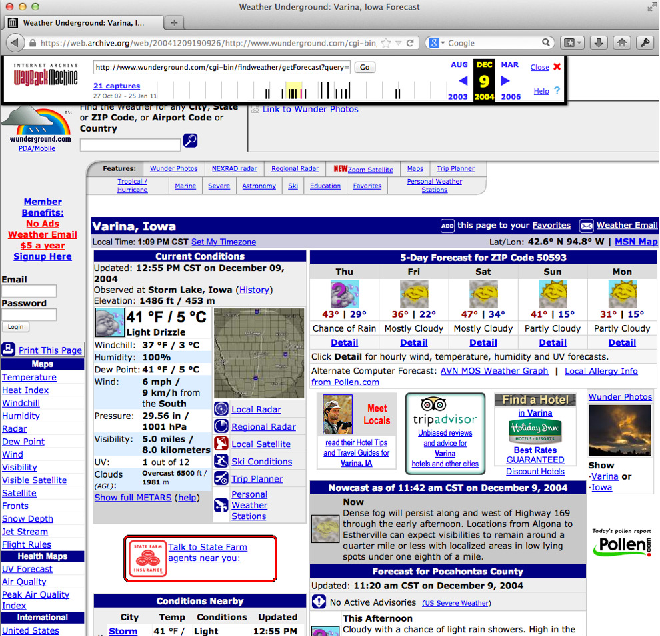 Weather Underground: Varina, Iowa Forecast
Weather Underground: Varina, I...
https://web.archive.org/web/20041209190926/http://www.wunderground.com/cgi-bin,
Google
INTERNET ARCHIVE
WayBackMachine
http://www.wunderground.com/cgi-bin/findweather/getForecast?query=
Go
21 captures
AUG DEC MAR
9
2003 2004 2006
Close
Help ?
wunderground.com
PDA/Mobile
Find the Weather for any City, State
or ZIP Code, or Airport Code or
Country
Link to Wunder Photos
Features: Wunder Photos NEXRAD radar Regional Radar NEW Zoom Satellite Maps Trip Planner
Tropical / Hurricane Marine Severe Astronomy Ski Education Favorites Personal Weather Stations
Member
Benefits:
No Ads
Weather Email
$5 a year
Signup Here
Email
Password
Login
Print This Page
Maps
Temperature
Heat Index
Windchill
Humidity
Radar
Dew Point
Wind
Visibility
Visible Satellite
Satellite
Fronts
Snow Depth
Jet Stream
Flight Rules
Health Maps
UV Forecast
Air Quality
Peak Air Quality
Index
International
United States
Varina, Iowa
ADD this page to your Favorites Weather Email
Local Time: 1:09 PM CST Set My Timezone
Lat/Lon: 42.6° N 94.8° W | MSN Map
Current Conditions
Updated: 12:55 PM CST on December 09,
2004
Observed at Storm Lake, Iowa (History)
Elevation: 1486 ft / 453 m
41 °F / 5 °C
Light Drizzle
Windchill: 37 °F / 3 °C
Humidity: 100%
Dew Point: 41 °F / 5 °C
Wind: 6 mph /
9 km/h from
the South
Pressure: 29.56 in /
1001 hPa
Visibility: 5.0 miles /
8.0 kilometers
UV: 1 out of 12
Clouds (AGL): Overcast 6500 ft /
1981 m
Show full METARS (help)
Local Radar
Regional Radar
Local Satellite
Ski Conditions
Trip Planner
Personal
Weather
Stations
STATE FARM
INSURANCE
Talk to State Farm
agents near you:
Conditions Nearby
City Temp Conditions Updated
Storm 41 °F / Light 12:55 PM
5-Day Forecast for ZIP Code 50593
Thu Fri Sat Sun Mon
43° | 29° 36° | 22° 47° | 34° 41° | 15° 31° | 15°
Chance of Rain Mostly Cloudy Mostly Cloudy Partly Cloudy Partly Cloudy
Detail Detail Detail Detail Detail
Click Detail for hourly wind, temperature, humidity and UV forecasts.
Alternate Computer Forecast: AVN MOS Weather Graph | Local Allergy Info
from Pollen.com
Meet
Locals
read their Hotel Tips
and Travel Guides for
Varina, IA
tripadvisor
Unbiased reviews
and advice for
Varina
hotels and other cities
Find a Hotel
in Varina
Holiday Inn
Best Rates
GUARANTEED
Discount Hotels
Wunder Photos
Show
-Varina or
-Iowa
Nowcast as of 11:42 am CST on December 9, 2004
Now
Dense fog will persist along and west of Highway 169
through the early afternoon. Locations from Algona to
Estherville can expect visibilities to remain around a
quarter mile or less with localized areas in low lying
spots under one eighth of a mile.
Today's pollen report
Pollen.com
Forecast for Pocahontas County
Updated: 11:20 am CST on December 9, 2004
No Active Advisories (US Severe Weather)
This Afternoon
Cloudy with a chance of light rain showers. High in the